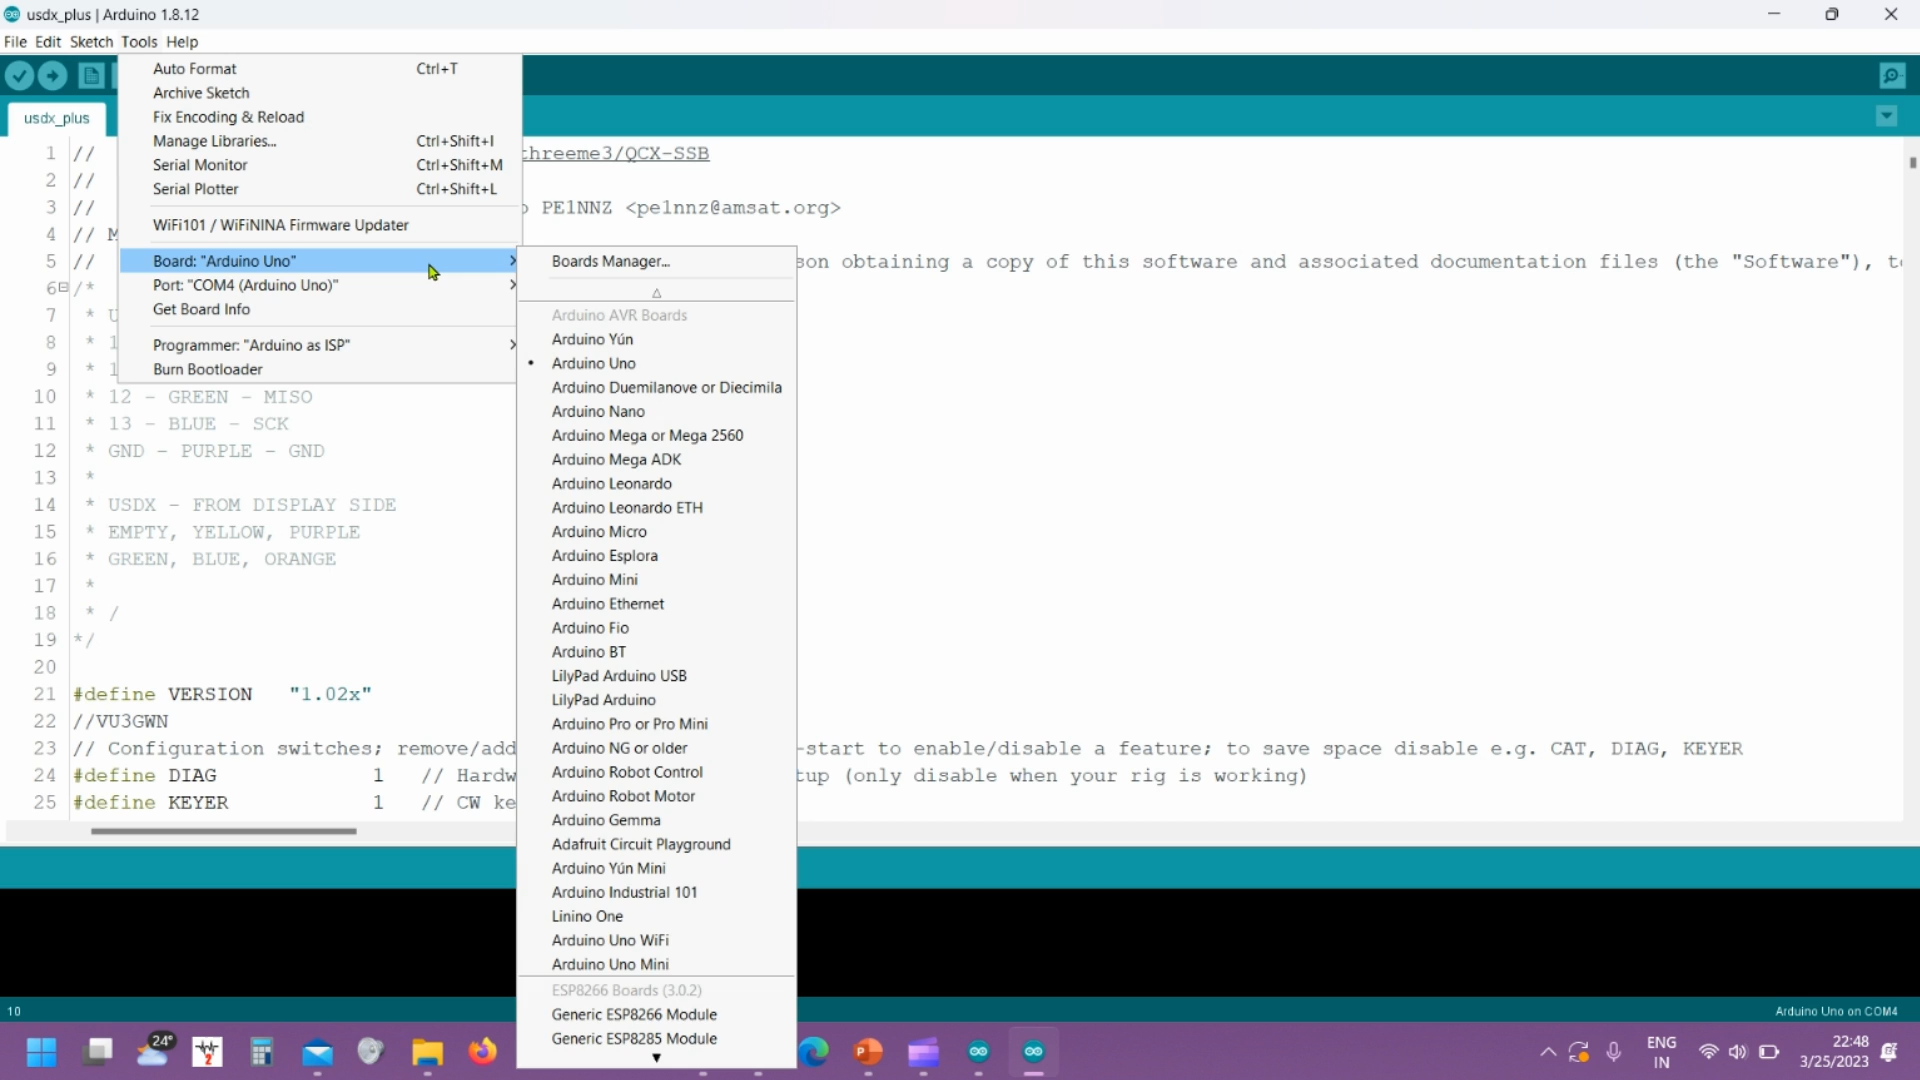 usdx_plus | Arduino 1.8.12
File Edit Sketch Tools Help
usdx_plus
Auto Format Ctrl+T
Archive Sketch
Fix Encoding & Reload
Manage Libraries... Ctrl+Shift+I
Serial Monitor Ctrl+Shift+M
Serial Plotter Ctrl+Shift+L
WiFi101 / WiFiNINA Firmware Updater
Board: "Arduino Uno"
Port: "COM4 (Arduino Uno)"
Get Board Info
Programmer: "Arduino as ISP"
Burn Bootloader
Boards Manager...
Arduino AVR Boards
Arduino Yún
• Arduino Uno
Arduino Duemilanove or Diecimila
Arduino Nano
Arduino Mega or Mega 2560
Arduino Mega ADK
Arduino Leonardo
Arduino Leonardo ETH
Arduino Micro
Arduino Esplora
Arduino Mini
Arduino Ethernet
Arduino Fio
Arduino BT
LilyPad Arduino USB
LilyPad Arduino
Arduino Pro or Pro Mini
Arduino NG or older
Arduino Robot Control
Arduino Robot Motor
Arduino Gemma
Adafruit Circuit Playground
Arduino Yún Mini
Arduino Industrial 101
Linino One
Arduino Uno WiFi
Arduino Uno Mini
ESP8266 Boards (3.0.2)
Generic ESP8266 Module
Generic ESP8285 Module
1 // threeme3/QCX-SSB
2 //
3 // PE1NNZ <pe1nnz@amsat.org>
4 // M
5 // son obtaining a copy of this software and associated documentation files (the "Software"), t
6 /*
7 * U
8 * 1
9 * 1
10 * 12 - GREEN - MISO
11 * 13 - BLUE - SCK
12 * GND - PURPLE - GND
13 *
14 * USDX - FROM DISPLAY SIDE
15 * EMPTY, YELLOW, PURPLE
16 * GREEN, BLUE, ORANGE
17 *
18 * /
19 */
20
21 #define VERSION "1.02x"
22 //VU3GWN
23 // Configuration switches; remove/add -start to enable/disable a feature; to save space disable e.g. CAT, DIAG, KEYER
24 #define DIAG 1 // Hardw tup (only disable when your rig is working)
25 #define KEYER 1 // CW ke
10
Arduino Uno on COM4
24°
ENG
IN
22:48
3/25/2023